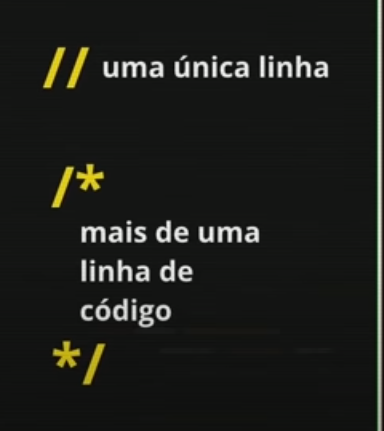 // uma única linha
/*
mais de uma
linha de
código
*/